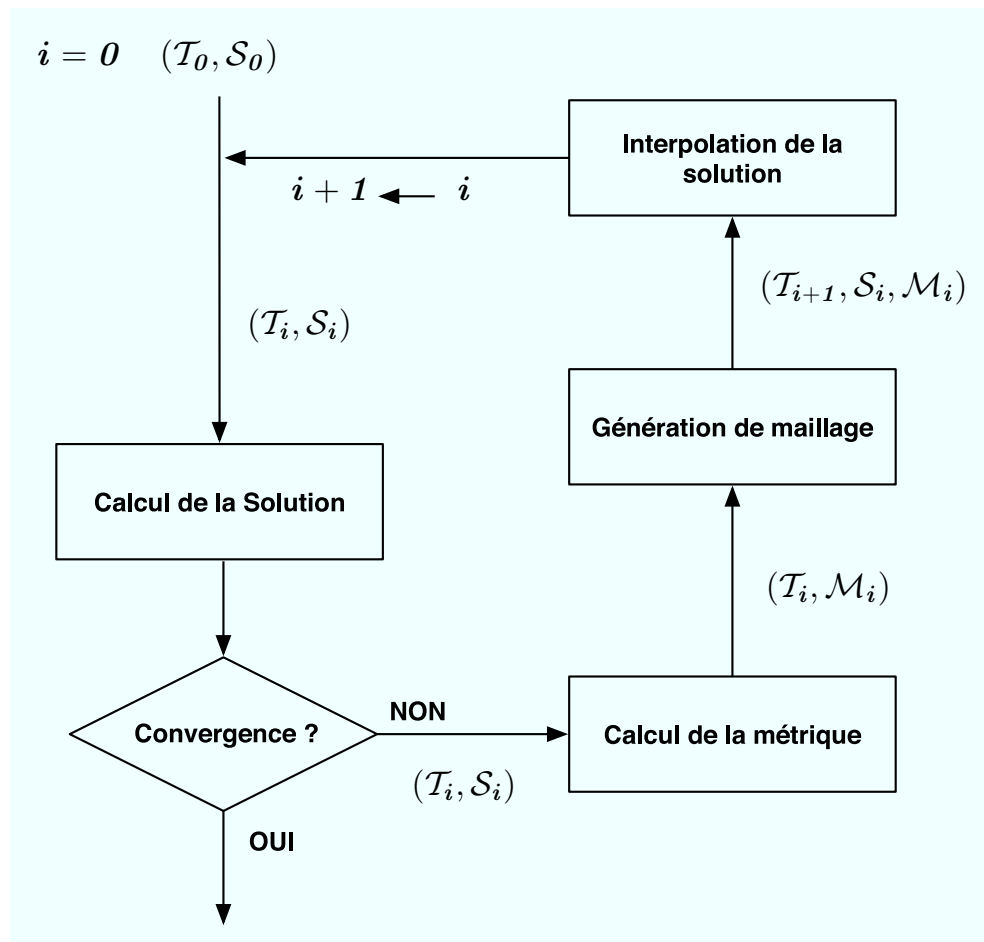 i = 0 (𝒯₀, 𝒮₀)
Interpolation de la
solution
i + 1 ← i
(𝒯ᵢ₊₁, 𝒮ᵢ, ℳᵢ)
(𝒯ᵢ, 𝒮ᵢ)
Génération de maillage
Calcul de la Solution
(𝒯ᵢ, ℳᵢ)
Convergence ?
NON
Calcul de la métrique
(𝒯ᵢ, 𝒮ᵢ)
OUI